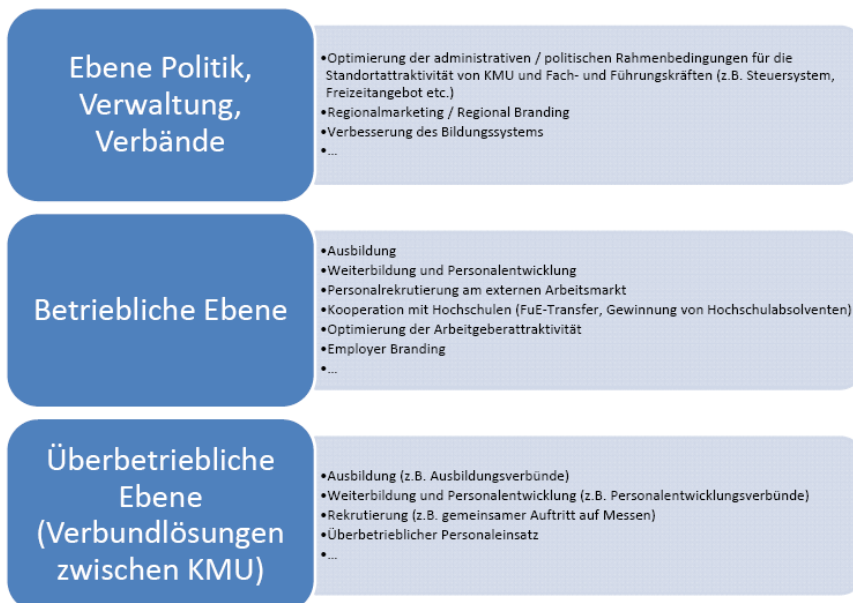 Ebene Politik,
Verwaltung,
Verbände
•Optimierung der administrativen / politischen Rahmenbedingungen für die
Standortattraktivität von KMU und Fach- und Führungskräften (z.B. Steuersystem,
Freizeitangebot etc.)
•Regionalmarketing / Regional Branding
•Verbesserung des Bildungssystems
•...
Betriebliche Ebene
•Ausbildung
•Weiterbildung und Personalentwicklung
•Personalrekrutierung am externen Arbeitsmarkt
•Kooperation mit Hochschulen (FuE-Transfer, Gewinnung von Hochschulabsolventen)
•Optimierung der Arbeitgeberattraktivität
•Employer Branding
•...
Überbetriebliche
Ebene
(Verbundlösungen
zwischen KMU)
•Ausbildung (z.B. Ausbildungsverbünde)
•Weiterbildung und Personalentwicklung (z.B. Personalentwicklungsverbünde)
•Rekrutierung (z.B. gemeinsamer Auftritt auf Messen)
•Überbetrieblicher Personaleinsatz
•...